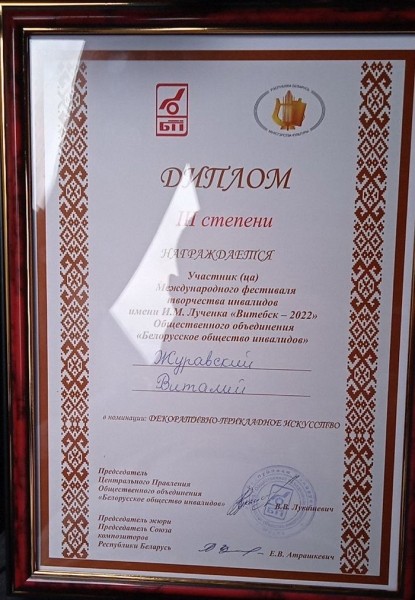 БТІ
ДИПЛОМ
III степени
НАГРАЖДАЕТСЯ
Участник (ца)
Международного фестиваля
творчества инвалидов
имени И.М. Лученка «Витебск – 2022»
Общественного объединения
«Белорусское общество инвалидов»
Журавский
Виталий
в номинации: ДЕКОРАТИВНО-ПРИКЛАДНОЕ ИСКУССТВО
Председатель
Центрального Правления
Общественного объединения
«Белорусское общество инвалидов»
В.В. Лукашевич
Председатель жюри
Председатель Союза
композиторов
Республики Беларусь
Е.В. Атрашкевич